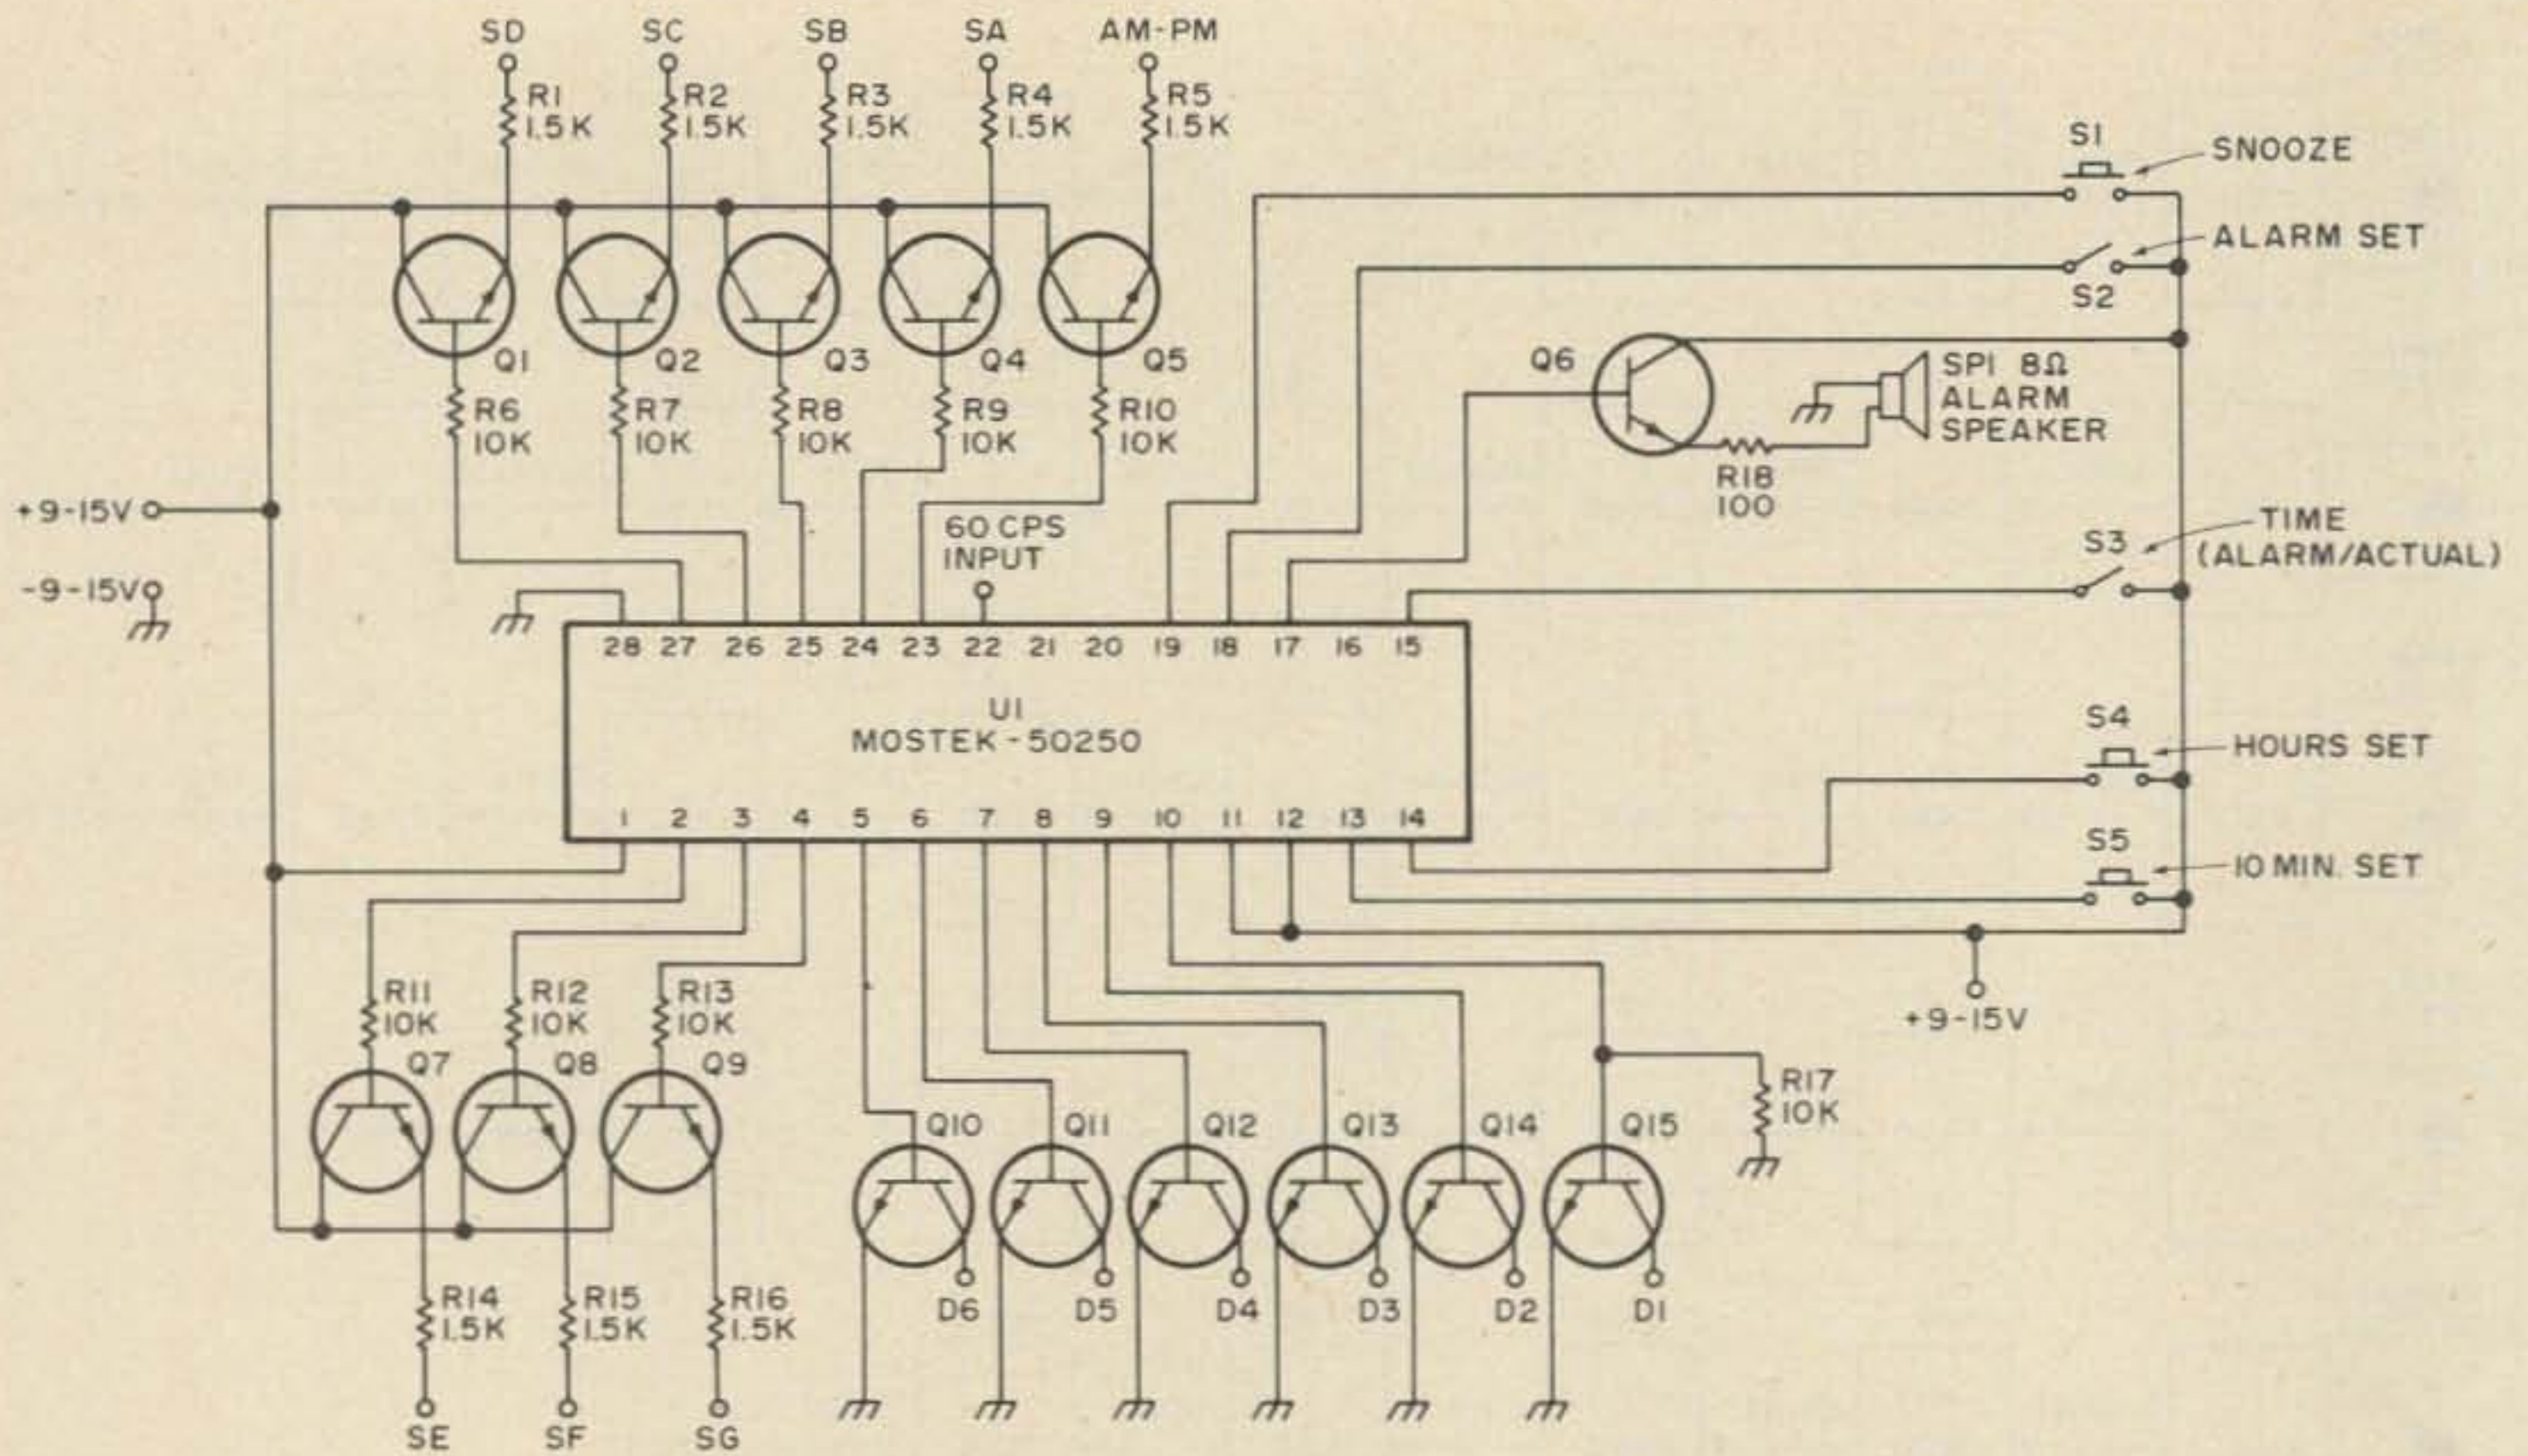 SD SC SB SA AM-PM
R1 R2 R3 R4 R5
1.5K 1.5K 1.5K 1.5K 1.5K
S1
SNOOZE
ALARM SET
S2
Q1 Q2 Q3 Q4 Q5
Q6
SP1 8Ω
ALARM
SPEAKER
R6 R7 R8 R9 R10
10K 10K 10K 10K 10K
R18
100
+9-15V
60 CPS
INPUT
S3
TIME
(ALARM/ACTUAL)
-9-15V
28 27 26 25 24 23 22 21 20 19 18 17 16 15
U1
MOSTEK-50250
S4
HOURS SET
1 2 3 4 5 6 7 8 9 10 11 12 13 14
S5
10 MIN. SET
R11 R12 R13
10K 10K 10K
+9-15V
Q7 Q8 Q9
R17
10K
Q10 Q11 Q12 Q13 Q14 Q15
R14 R15 R16
1.5K 1.5K 1.5K
D6 D5 D4 D3 D2 D1
SE SF SG